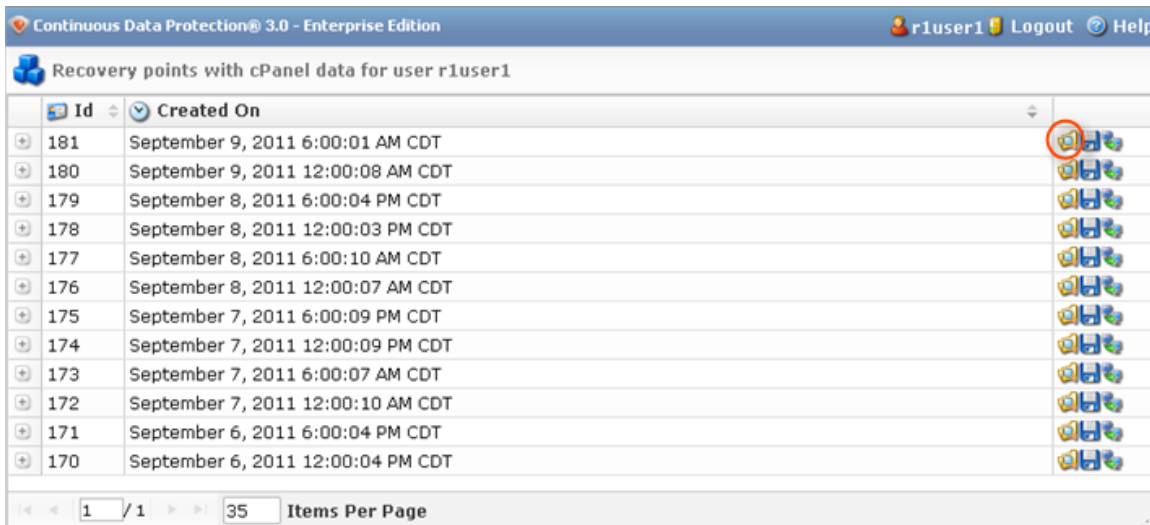 Continuous Data Protection® 3.0 - Enterprise Edition r1user1 Logout Help
Recovery points with cPanel data for user r1user1
Id Created On
181 September 9, 2011 6:00:01 AM CDT
180 September 9, 2011 12:00:08 AM CDT
179 September 8, 2011 6:00:04 PM CDT
178 September 8, 2011 12:00:03 PM CDT
177 September 8, 2011 6:00:10 AM CDT
176 September 8, 2011 12:00:07 AM CDT
175 September 7, 2011 6:00:09 PM CDT
174 September 7, 2011 12:00:09 PM CDT
173 September 7, 2011 6:00:07 AM CDT
172 September 7, 2011 12:00:10 AM CDT
171 September 6, 2011 6:00:04 PM CDT
170 September 6, 2011 12:00:04 PM CDT
1 / 1 35 Items Per Page